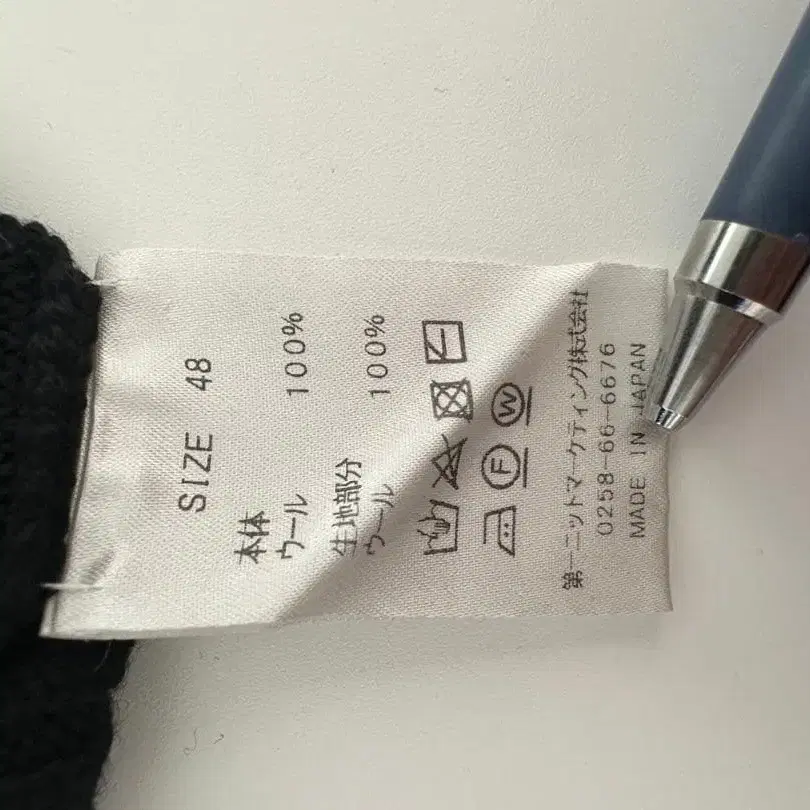 SIZE 48
本体
ウール 100%
生地部分
ウール 100%
F W
第一ニットマーケティング株式会社
0258-66-6676
MADE IN JAPAN